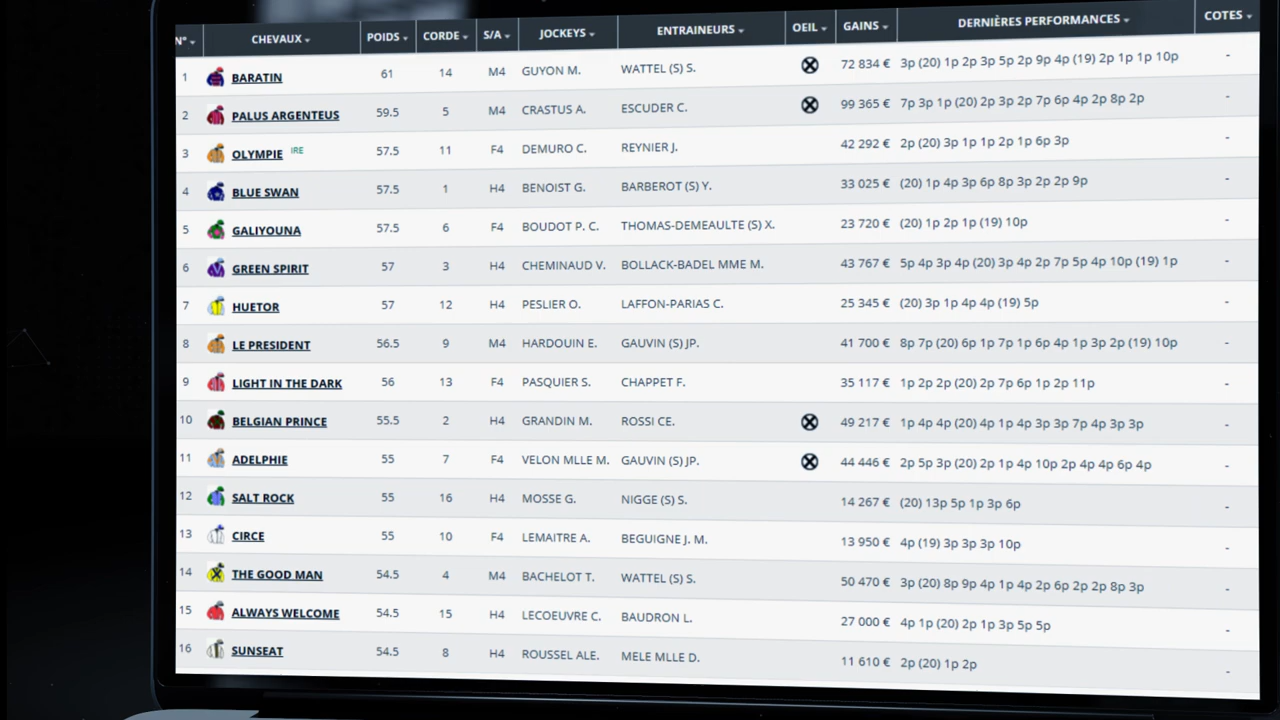 N° CHEVAUX POIDS CORDE S/A JOCKEYS ENTRAINEURS OEIL GAINS DERNIÈRES PERFORMANCES COTES
1 BARATIN 61 14 M4 GUYON M. WATTEL (S) S. 72 834 € 3p (20) 1p 2p 3p 5p 2p 9p 4p (19) 2p 1p 1p 10p -
2 PALUS ARGENTEUS 59.5 5 M4 CRASTUS A. ESCUDER C. 99 365 € 7p 3p 1p (20) 2p 3p 2p 7p 6p 4p 2p 8p 2p -
3 OLYMPIE IRE 57.5 11 F4 DEMURO C. REYNIER J. 42 292 € 2p (20) 3p 1p 1p 2p 1p 6p 3p -
4 BLUE SWAN 57.5 1 H4 BENOIST G. BARBEROT (S) Y. 33 025 € (20) 1p 4p 3p 6p 8p 3p 2p 2p 9p -
5 GALIYOUNA 57.5 6 F4 BOUDOT P. C. THOMAS-DEMEAULTE (S) X. 23 720 € (20) 1p 2p 1p (19) 10p -
6 GREEN SPIRIT 57 3 H4 CHEMINAUD V. BOLLACK-BADEL MME M. 43 767 € 5p 4p 3p 4p (20) 3p 4p 2p 7p 5p 4p 10p (19) 1p -
7 HUETOR 57 12 H4 PESLIER O. LAFFON-PARIAS C. 25 345 € (20) 3p 1p 4p 4p (19) 5p -
8 LE PRESIDENT 56.5 9 M4 HARDOUIN E. GAUVIN (S) JP. 41 700 € 8p 7p (20) 6p 1p 7p 1p 6p 4p 1p 3p 2p (19) 10p -
9 LIGHT IN THE DARK 56 13 F4 PASQUIER S. CHAPPET F. 35 117 € 1p 2p 2p (20) 2p 7p 6p 1p 2p 11p -
10 BELGIAN PRINCE 55.5 2 H4 GRANDIN M. ROSSI CE. 49 217 € 1p 4p 4p (20) 4p 1p 4p 3p 3p 7p 4p 3p 3p -
11 ADELPHIE 55 7 F4 VELON MLLE M. GAUVIN (S) JP. 44 446 € 2p 5p 3p (20) 2p 1p 4p 10p 2p 4p 4p 6p 4p -
12 SALT ROCK 55 16 H4 MOSSE G. NIGGE (S) S. 14 267 € (20) 13p 5p 1p 3p 6p -
13 CIRCE 55 10 F4 LEMAITRE A. BEGUIGNE J. M. 13 950 € 4p (19) 3p 3p 3p 10p -
14 THE GOOD MAN 54.5 4 M4 BACHELOT T. WATTEL (S) S. 50 470 € 3p (20) 8p 9p 4p 1p 4p 2p 6p 2p 2p 8p 3p -
15 ALWAYS WELCOME 54.5 15 H4 LECOEUVRE C. BAUDRON L. 27 000 € 4p 1p (20) 2p 1p 3p 5p 5p -
16 SUNSEAT 54.5 8 H4 ROUSSEL ALE. MELE MLLE D. 11 610 € 2p (20) 1p 2p -